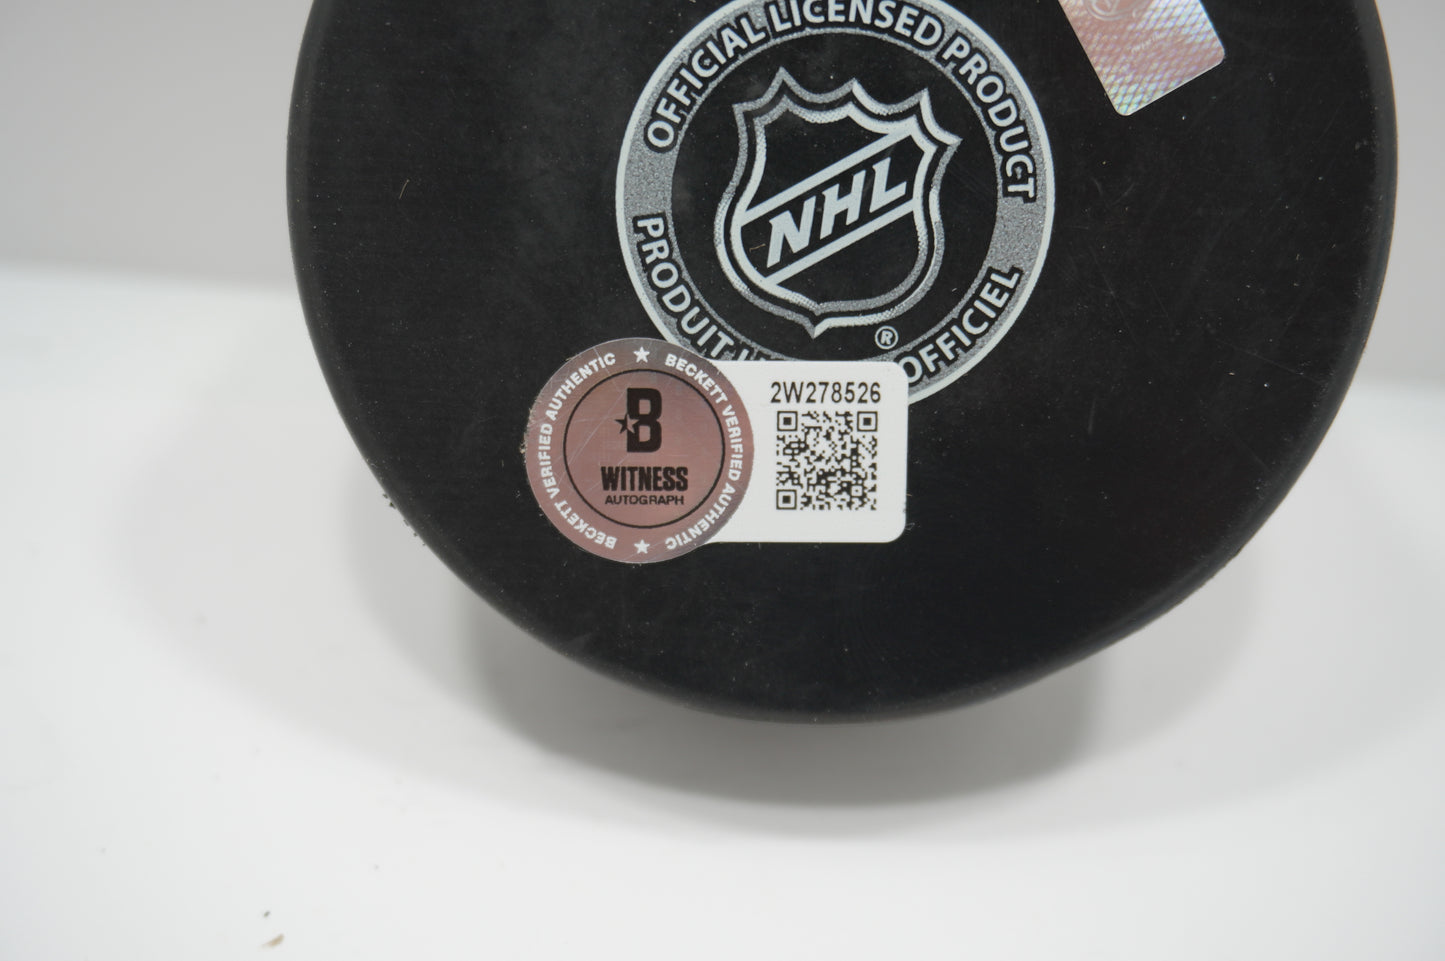 OFFICIAL LICENSED PRODUCT
NHL
®
PRODUIT
OFFICIEL
BECKETT VERIFIED AUTHENTIC ★ BECKETT VERIFIED AUTHENTIC ★
B
WITNESS
AUTOGRAPH
2W278526